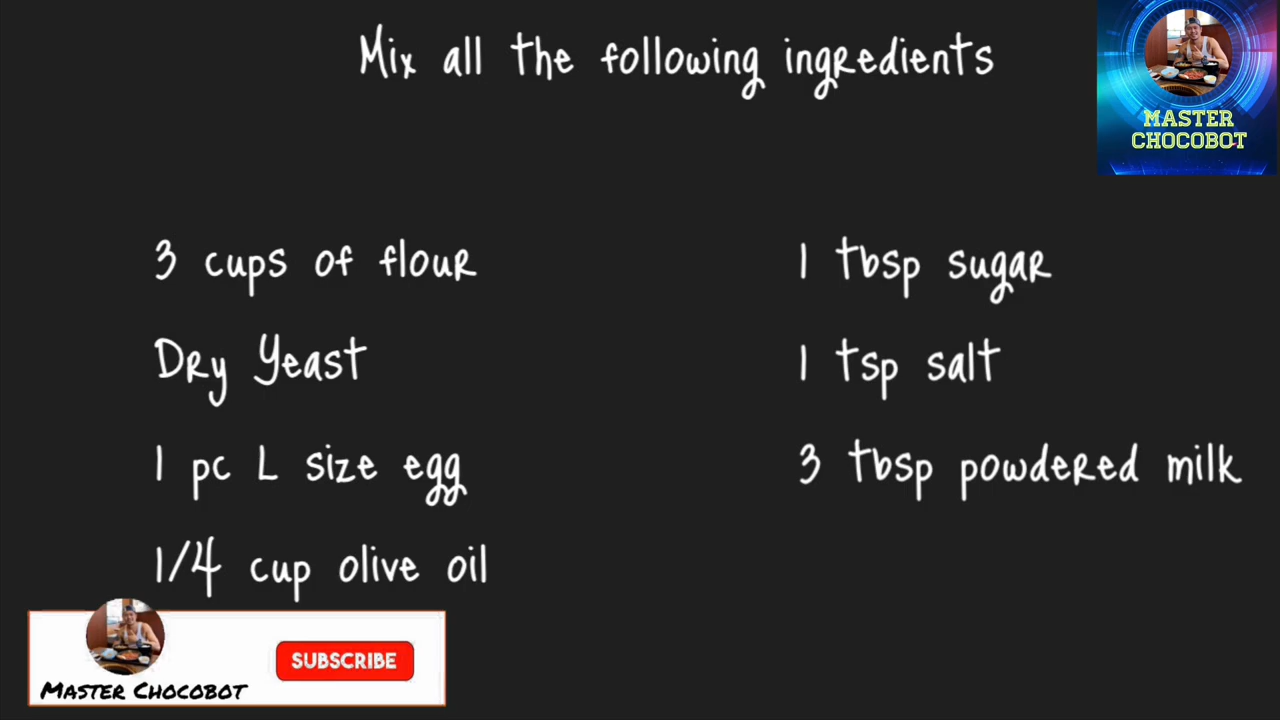 Mix all the following ingredients
MASTER
CHOCOBOT
3 cups of flour
Dry Yeast
1 pc L size egg
1/4 cup olive oil
1 tbsp sugar
1 tsp salt
3 tbsp powdered milk
SUBSCRIBE
MASTER CHOCOBOT